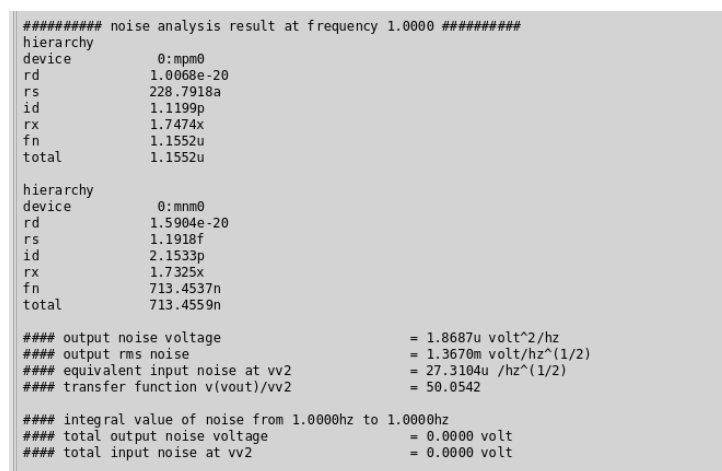 ########## noise analysis result at frequency 1.0000 ##########
hierarchy
device 0:mpm0
rd 1.0068e-20
rs 228.7918a
id 1.1199p
rx 1.7474x
fn 1.1552u
total 1.1552u
hierarchy
device 0:mnm0
rd 1.5904e-20
rs 1.1918f
id 2.1533p
rx 1.7325x
fn 713.4537n
total 713.4559n
#### output noise voltage = 1.8687u volt^2/hz
#### output rms noise = 1.3670m volt/hz^(1/2)
#### equivalent input noise at vv2 = 27.3104u /hz^(1/2)
#### transfer function v(vout)/vv2 = 50.0542
#### integral value of noise from 1.0000hz to 1.0000hz
#### total output noise voltage = 0.0000 volt
#### total input noise at vv2 = 0.0000 volt